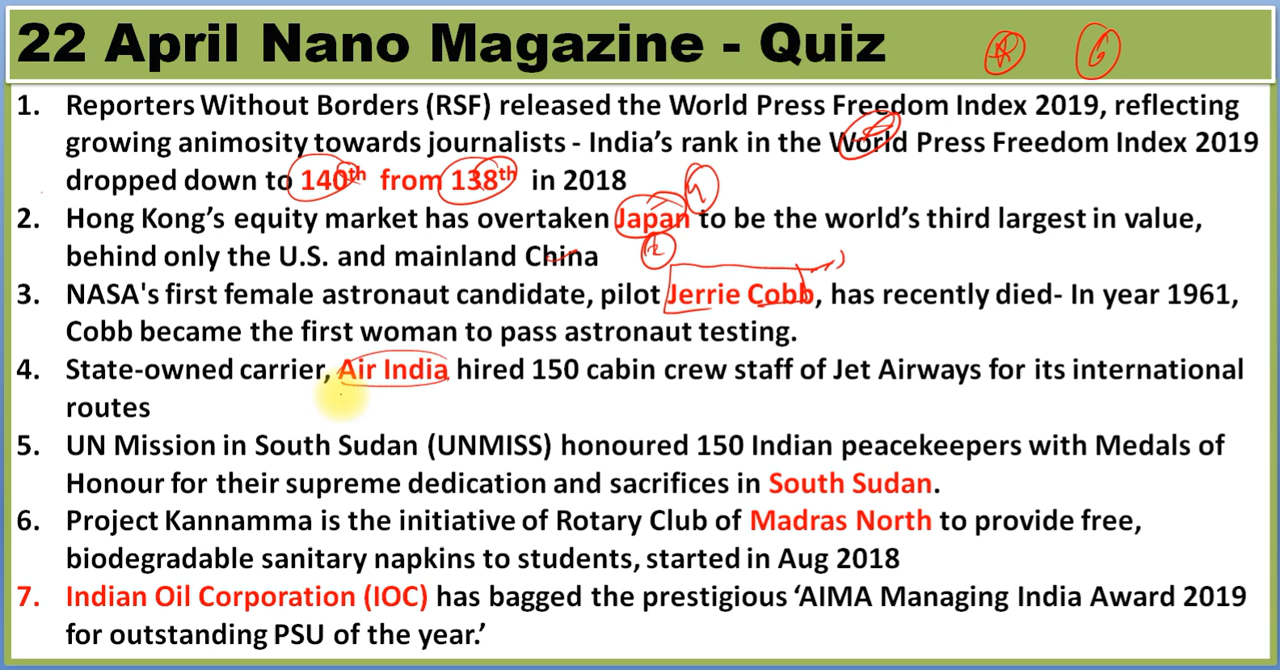 22 April Nano Magazine - Quiz
1. Reporters Without Borders (RSF) released the World Press Freedom Index 2019, reflecting
growing animosity towards journalists - India's rank in the World Press Freedom Index 2019
dropped down to 140th from 138th in 2018
2. Hong Kong's equity market has overtaken Japan to be the world's third largest in value,
behind only the U.S. and mainland China
3. NASA's first female astronaut candidate, pilot Jerrie Cobb, has recently died- In year 1961,
Cobb became the first woman to pass astronaut testing.
4. State-owned carrier, Air India hired 150 cabin crew staff of Jet Airways for its international
routes
5. UN Mission in South Sudan (UNMISS) honoured 150 Indian peacekeepers with Medals of
Honour for their supreme dedication and sacrifices in South Sudan.
6. Project Kannamma is the initiative of Rotary Club of Madras North to provide free,
biodegradable sanitary napkins to students, started in Aug 2018
7. Indian Oil Corporation (IOC) has bagged the prestigious ‘AIMA Managing India Award 2019
for outstanding PSU of the year.’